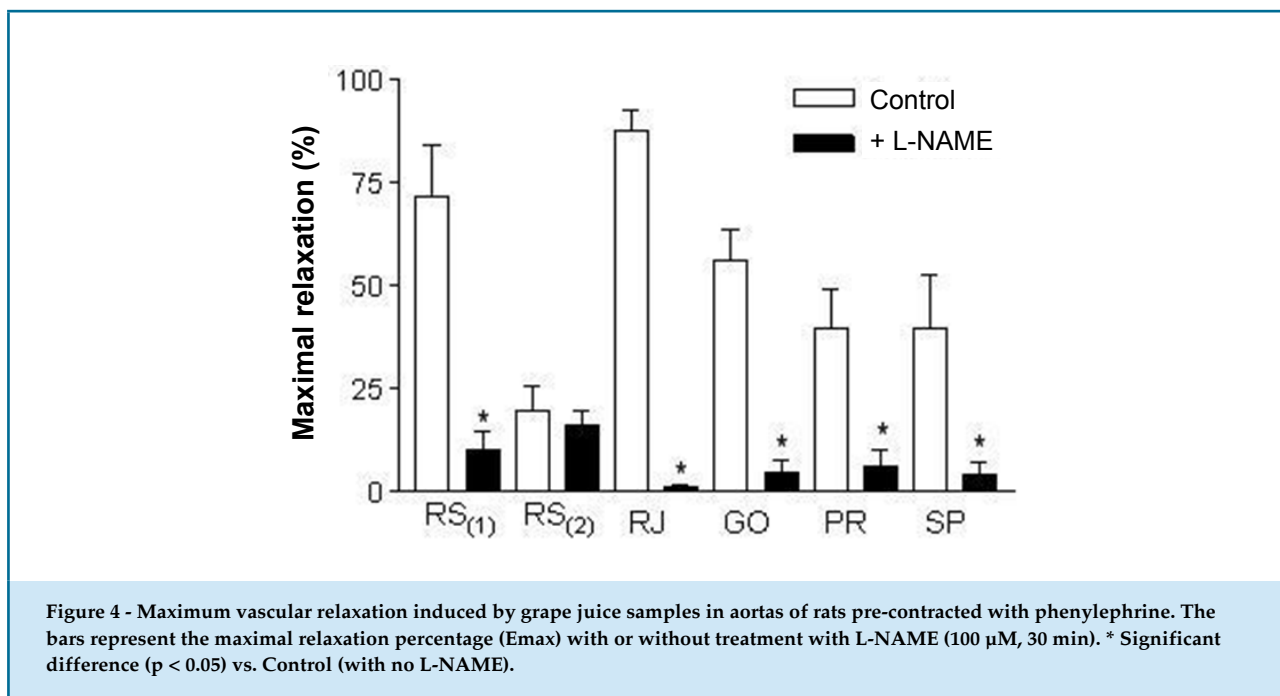 Maximal relaxation (%)
100
75
50
25
0
Control
+ L-NAME
*
*
*
*
*
RS(1) RS(2) RJ GO PR SP
Figure 4 - Maximum vascular relaxation induced by grape juice samples in aortas of rats pre-contracted with phenylephrine. The
bars represent the maximal relaxation percentage (Emax) with or without treatment with L-NAME (100 µM, 30 min). * Significant
difference (p < 0.05) vs. Control (with no L-NAME).